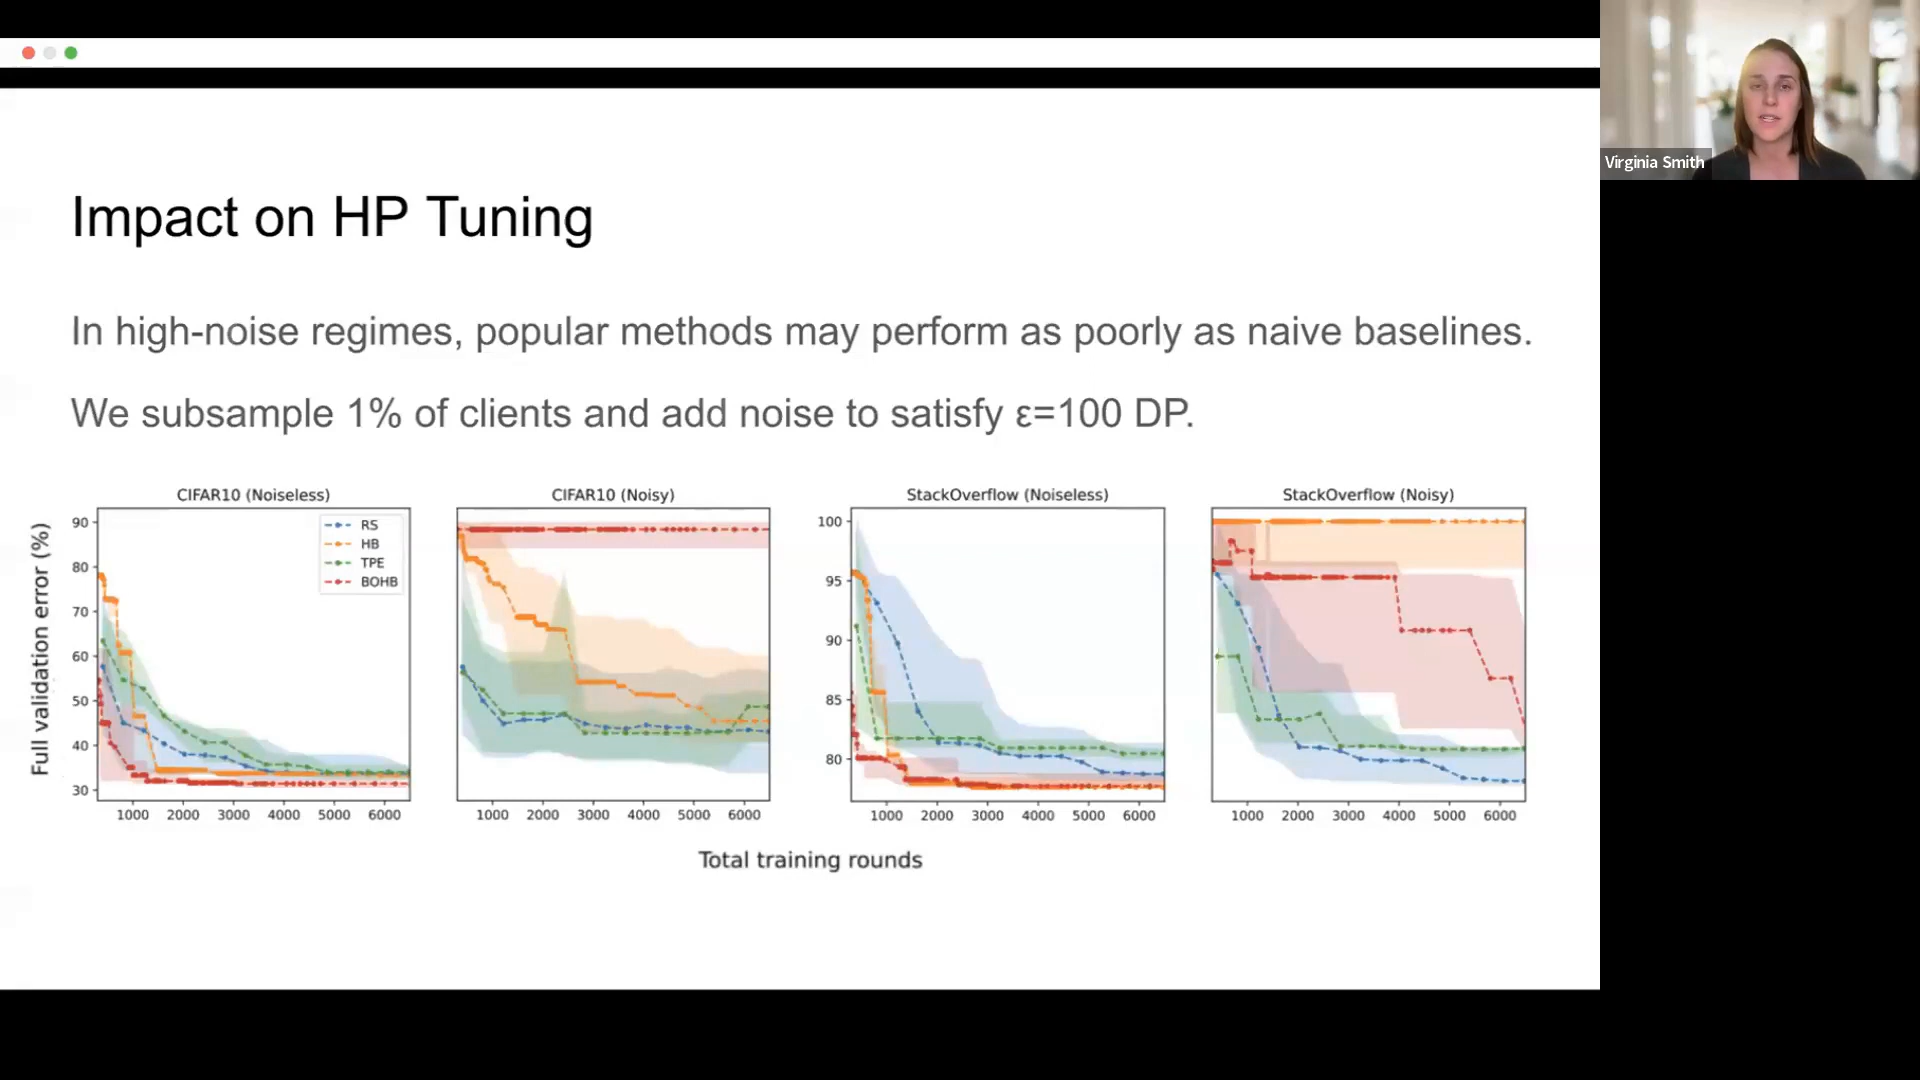 Virginia Smith
Impact on HP Tuning
In high-noise regimes, popular methods may perform as poorly as naive baselines.
We subsample 1% of clients and add noise to satisfy ε=100 DP.
CIFAR10 (Noiseless)
CIFAR10 (Noisy)
StackOverflow (Noiseless)
StackOverflow (Noisy)
Full validation error (%)
90
80
70
60
50
40
30
RS
HB
TPE
BOHB
100
95
90
85
80
1000 2000 3000 4000 5000 6000
1000 2000 3000 4000 5000 6000
1000 2000 3000 4000 5000 6000
1000 2000 3000 4000 5000 6000
Total training rounds